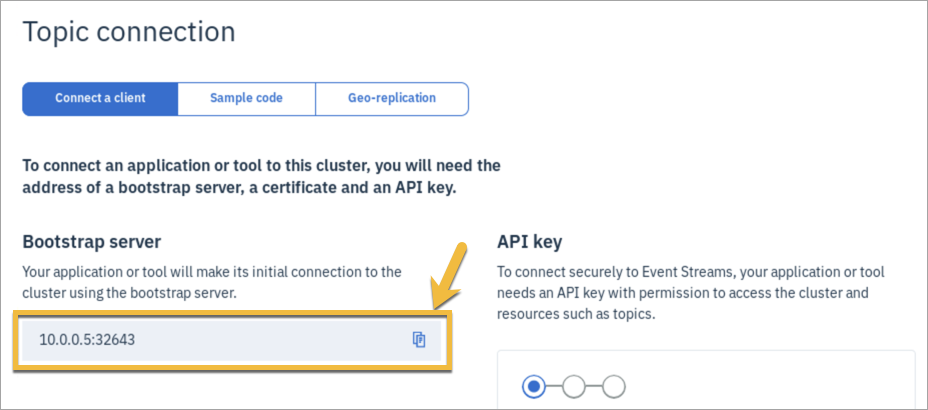 Topic connection
Connect a client
Sample code
Geo-replication
To connect an application or tool to this cluster, you will need the
address of a bootstrap server, a certificate and an API key.
Bootstrap server
Your application or tool will make its initial connection to the
cluster using the bootstrap server.
10.0.0.5:32643
API key
To connect securely to Event Streams, your application or tool
needs an API key with permission to access the cluster and
resources such as topics.